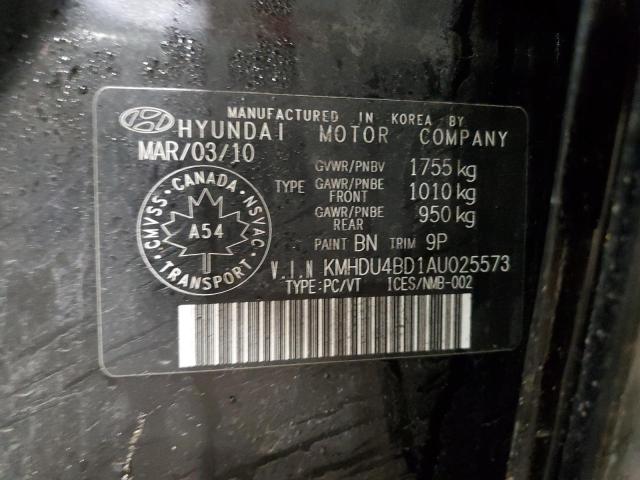 MANUFACTURED IN KOREA BY
HYUNDAI MOTOR COMPANY
MAR/03/10
GVWR/PNBV 1755 kg
TYPE GAWR/PNBE FRONT 1010 kg
GAWR/PNBE REAR 950 kg
PAINT BN TRIM 9P
CMVSS · CANADA · NSVAC
A54
TRANSPORT
V.I.N KMHDU4BD1AU025573
TYPE:PC/VT ICES/NMB-002